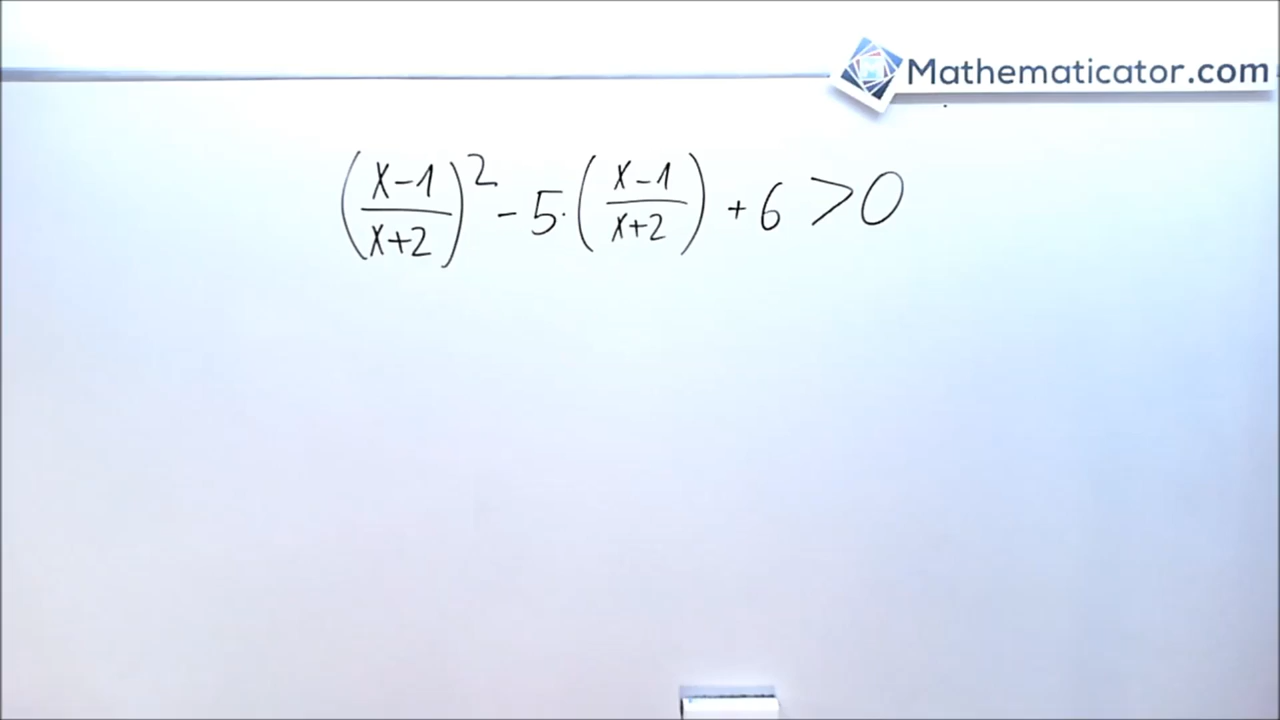 Mathematicator.com
(x-1/x+2)² - 5·(x-1/x+2) + 6 > 0